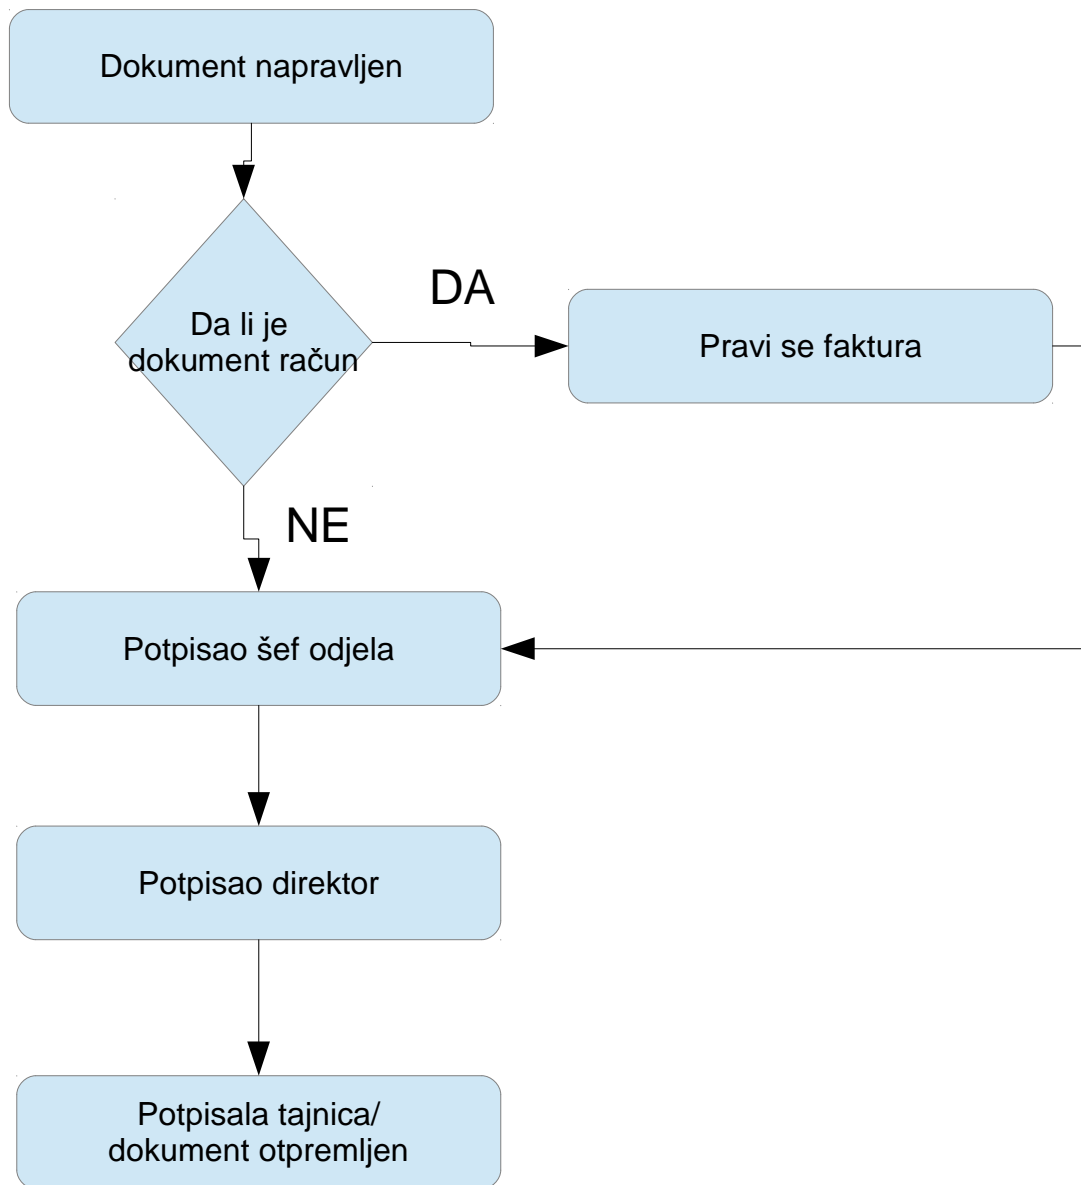 Dokument napravljen
DA
Da li je
dokument račun
Pravi se faktura
NE
Potpisao šef odjela
Potpisao direktor
Potpisala tajnica/
dokument otpremljen